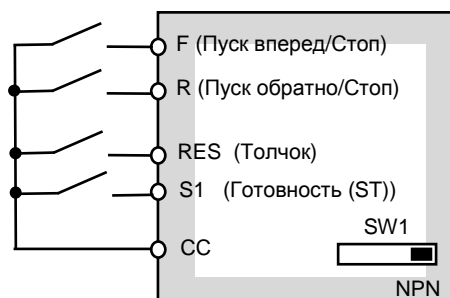 F (Пуск вперед/Стоп)
R (Пуск обратно/Стоп)
RES (Толчок)
S1 (Готовность (ST))
SW1
CC
NPN